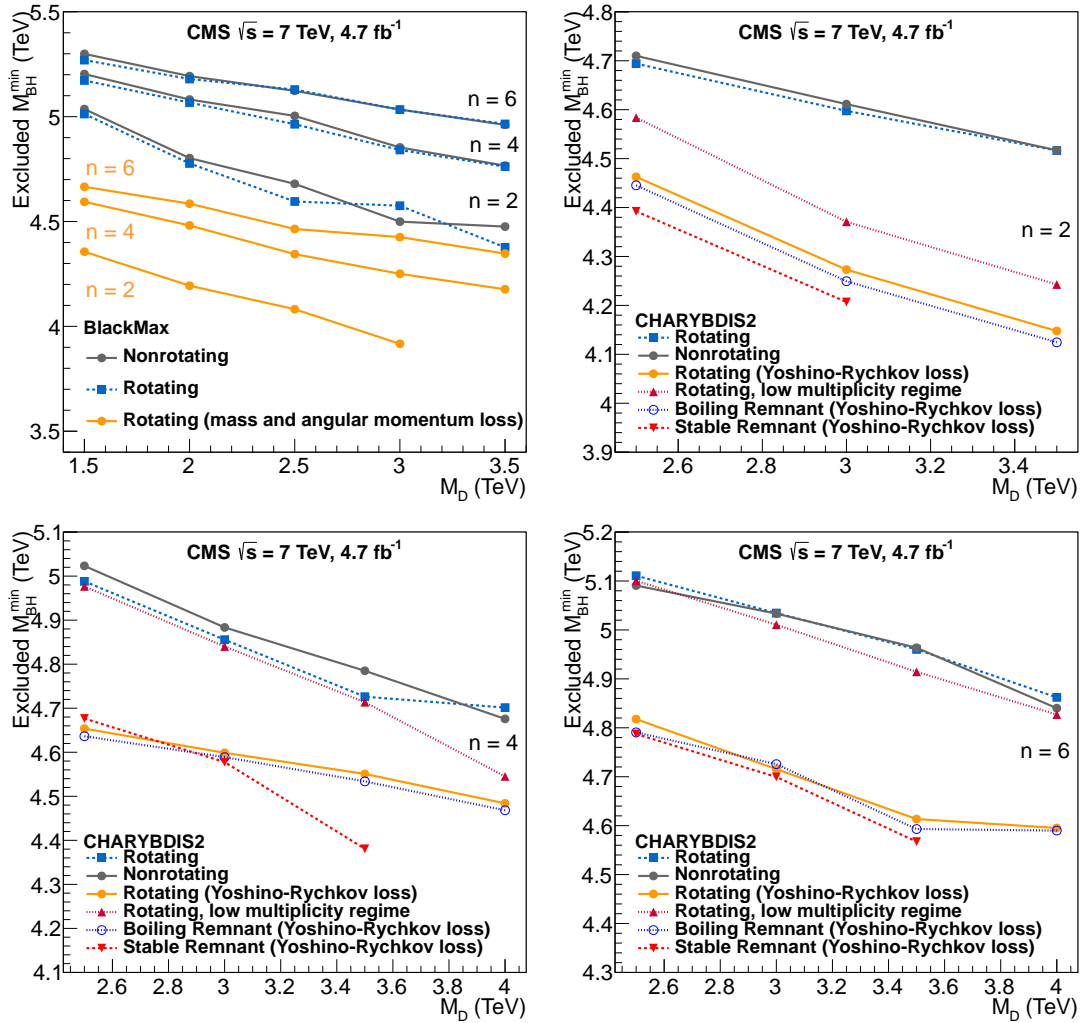 CMS √s = 7 TeV, 4.7 fb-1
Excluded M_BH^min (TeV)
5.5
5
4.5
4
3.5
n = 6
n = 4
n = 2
n = 6
n = 4
n = 2
BlackMax
Nonrotating
Rotating
Rotating (mass and angular momentum loss)
1.5 2 2.5 3 3.5
M_D (TeV)
CMS √s = 7 TeV, 4.7 fb-1
Excluded M_BH^min (TeV)
4.8
4.7
4.6
4.5
4.4
4.3
4.2
4.1
4
3.9
n = 2
CHARYBDIS2
Rotating
Nonrotating
Rotating (Yoshino-Rychkov loss)
Rotating, low multiplicity regime
Boiling Remnant (Yoshino-Rychkov loss)
Stable Remnant (Yoshino-Rychkov loss)
2.6 2.8 3 3.2 3.4
M_D (TeV)
CMS √s = 7 TeV, 4.7 fb-1
Excluded M_BH^min (TeV)
5.1
5
4.9
4.8
4.7
4.6
4.5
4.4
4.3
4.2
4.1
n = 4
CHARYBDIS2
Rotating
Nonrotating
Rotating (Yoshino-Rychkov loss)
Rotating, low multiplicity regime
Boiling Remnant (Yoshino-Rychkov loss)
Stable Remnant (Yoshino-Rychkov loss)
2.6 2.8 3 3.2 3.4 3.6 3.8 4
M_D (TeV)
CMS √s = 7 TeV, 4.7 fb-1
Excluded M_BH^min (TeV)
5.2
5.1
5
4.9
4.8
4.7
4.6
4.5
4.4
4.3
n = 6
CHARYBDIS2
Rotating
Nonrotating
Rotating (Yoshino-Rychkov loss)
Rotating, low multiplicity regime
Boiling Remnant (Yoshino-Rychkov loss)
Stable Remnant (Yoshino-Rychkov loss)
2.6 2.8 3 3.2 3.4 3.6 3.8 4
M_D (TeV)